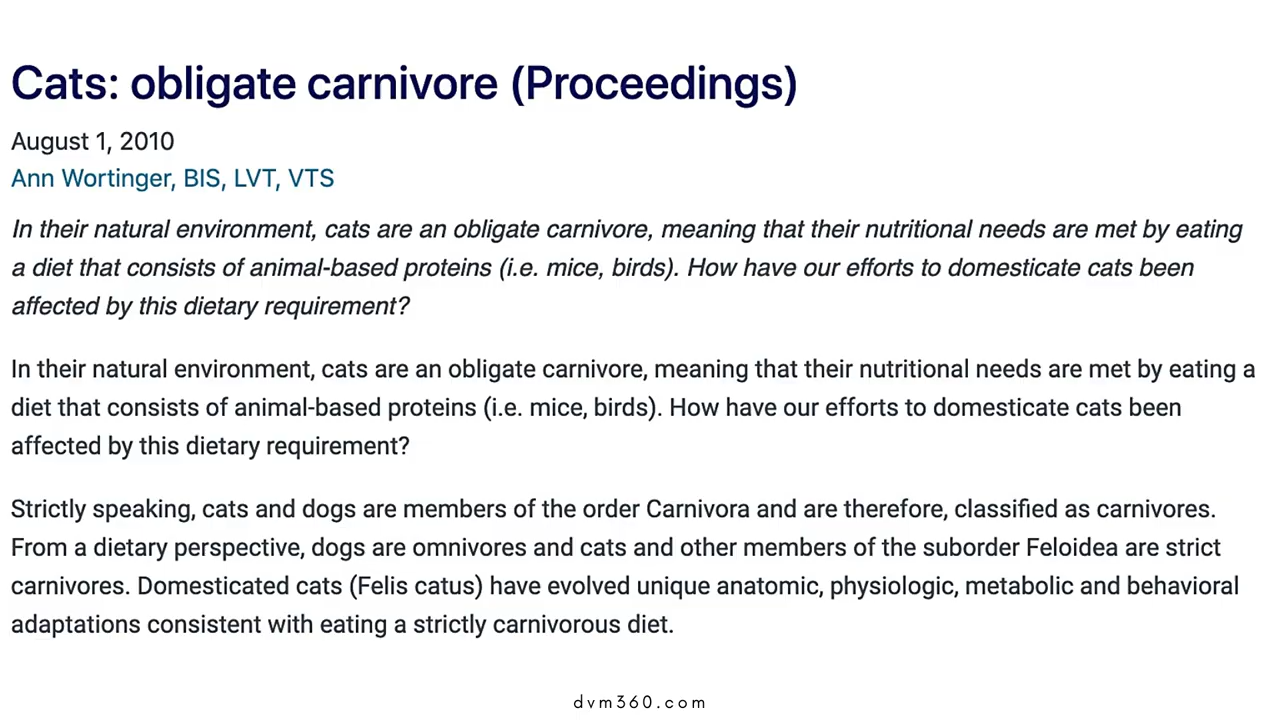 Cats: obligate carnivore (Proceedings)
August 1, 2010
Ann Wortinger, BIS, LVT, VTS
In their natural environment, cats are an obligate carnivore, meaning that their nutritional needs are met by eating
a diet that consists of animal-based proteins (i.e. mice, birds). How have our efforts to domesticate cats been
affected by this dietary requirement?
In their natural environment, cats are an obligate carnivore, meaning that their nutritional needs are met by eating a
diet that consists of animal-based proteins (i.e. mice, birds). How have our efforts to domesticate cats been
affected by this dietary requirement?
Strictly speaking, cats and dogs are members of the order Carnivora and are therefore, classified as carnivores.
From a dietary perspective, dogs are omnivores and cats and other members of the suborder Feloidea are strict
carnivores. Domesticated cats (Felis catus) have evolved unique anatomic, physiologic, metabolic and behavioral
adaptations consistent with eating a strictly carnivorous diet.
dvm360.com